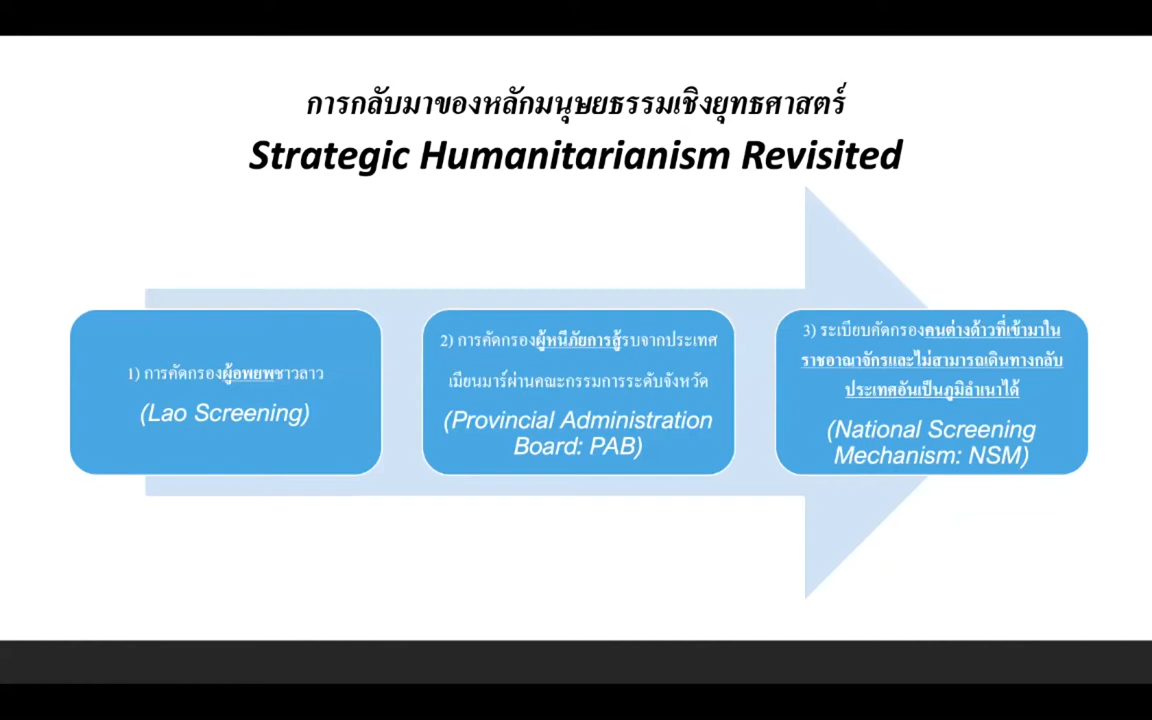 การกลับมาของหลักมนุษยธรรมเชิงยุทธศาสตร์
Strategic Humanitarianism Revisited
1) การคัดกรองผู้อพยพชาวลาว
(Lao Screening)
2) การคัดกรองผู้หนีภัยการสู้รบจากประเทศ
เมียนมาร์ผ่านคณะกรรมการระดับจังหวัด
(Provincial Administration
Board: PAB)
3) ระเบียบคัดกรองคนต่างด้าวที่เข้ามาใน
ราชอาณาจักรและไม่สามารถเดินทางกลับ
ประเทศอันเป็นภูมิลำเนาได้
(National Screening
Mechanism: NSM)